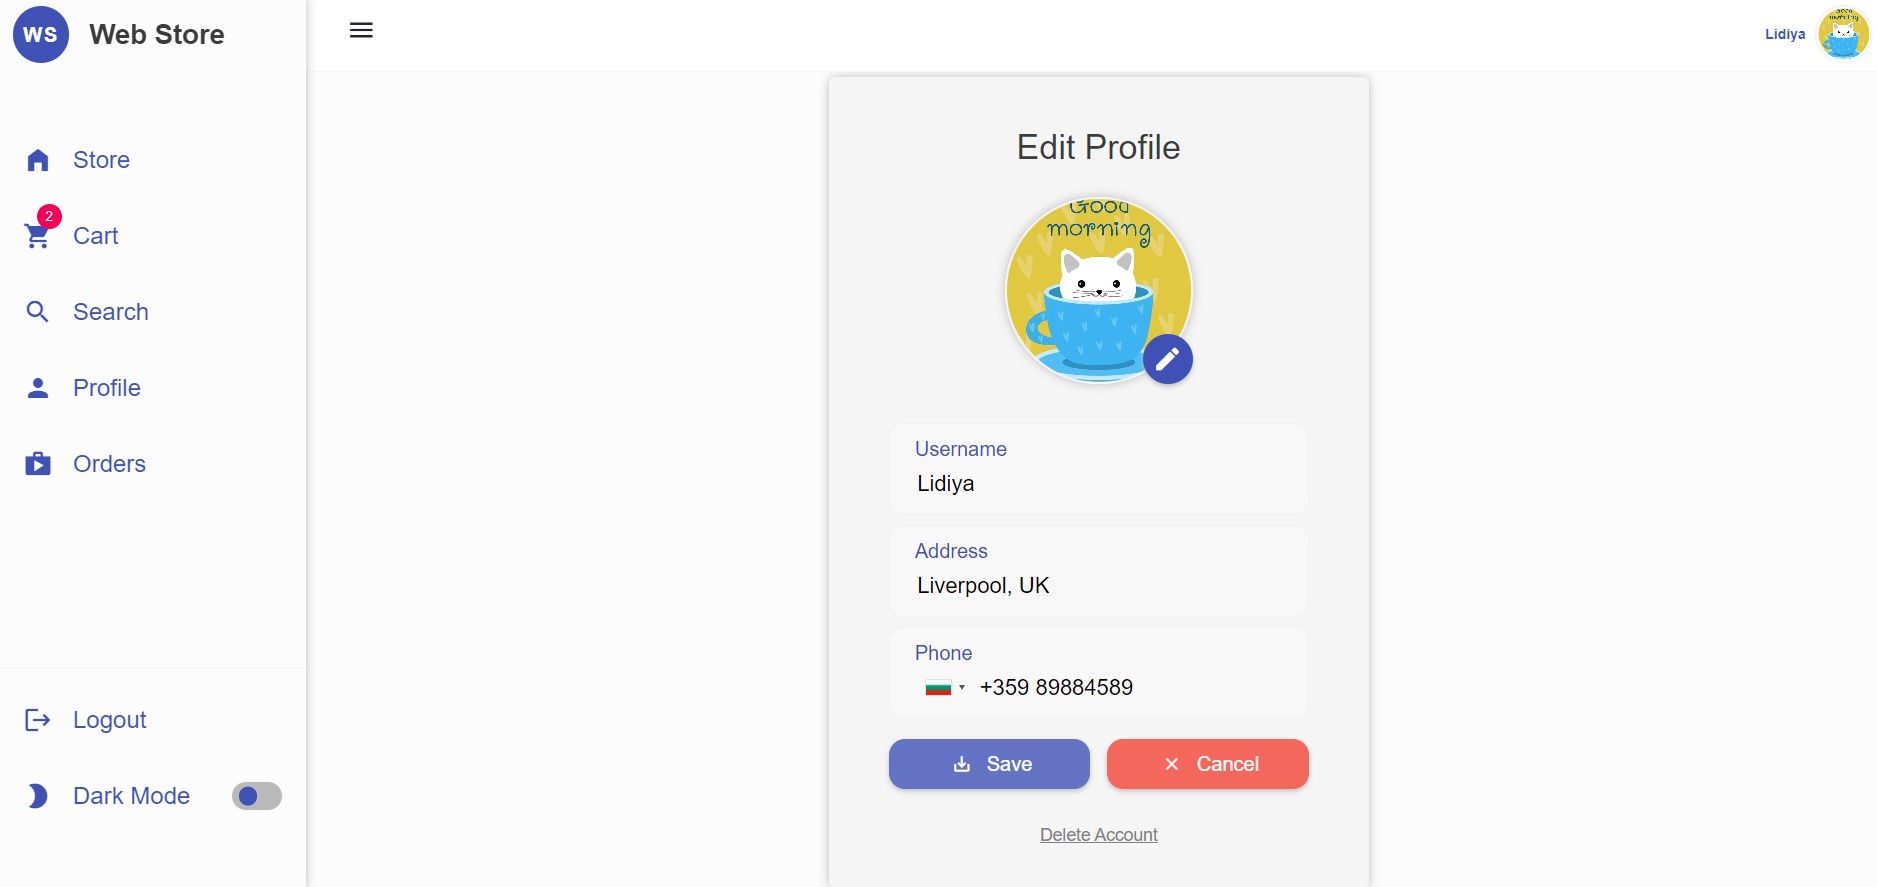 WS Web Store
Store
2
Cart
Search
Profile
Orders
Logout
Dark Mode
Lidiya
Edit Profile
Good
morning
Username
Lidiya
Address
Liverpool, UK
Phone
+359 89884589
Save
Cancel
Delete Account